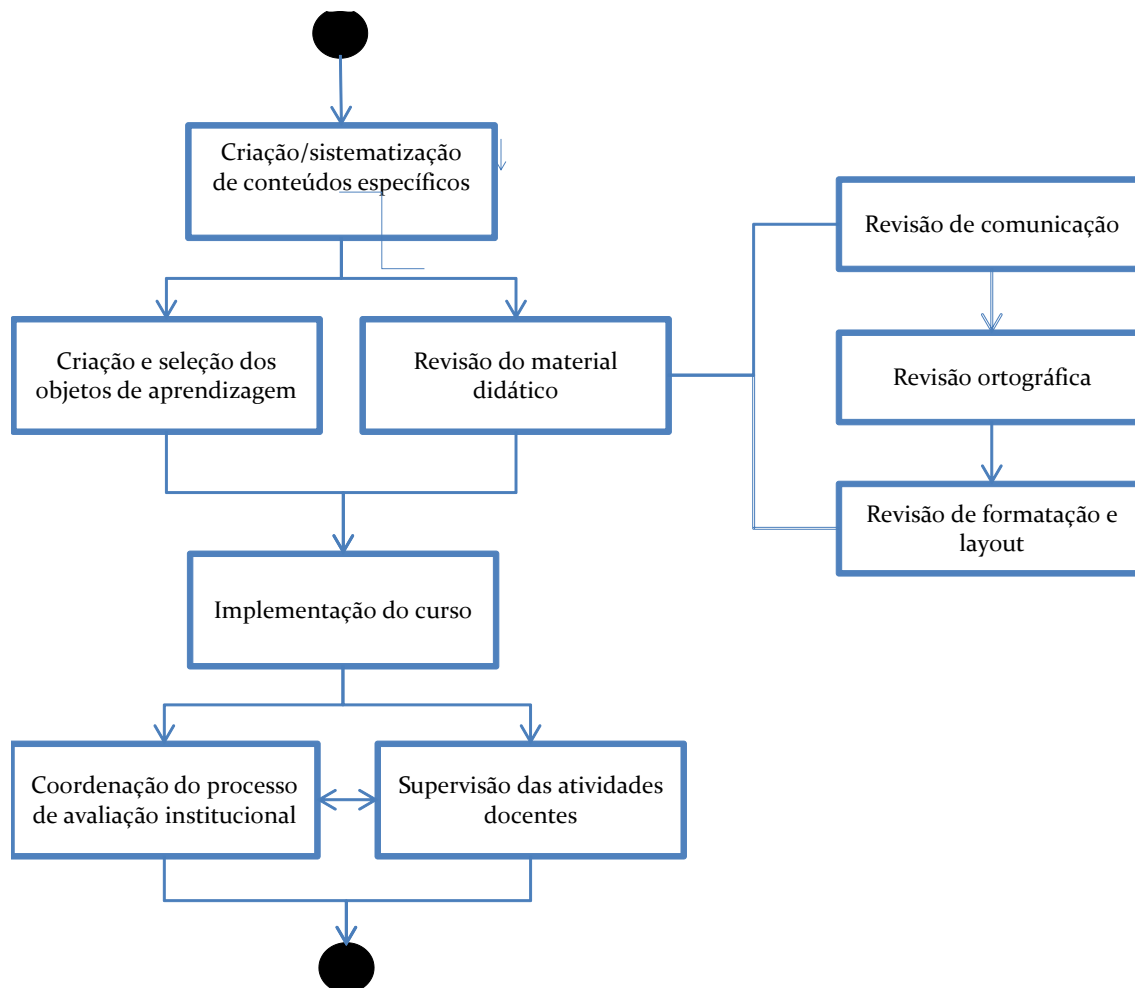 Criação/sistematização
de conteúdos específicos
Revisão de comunicação
Criação e seleção dos
objetos de aprendizagem
Revisão do material
didático
Revisão ortográfica
Revisão de formatação e
layout
Implementação do curso
Coordenação do processo
de avaliação institucional
Supervisão das atividades
docentes